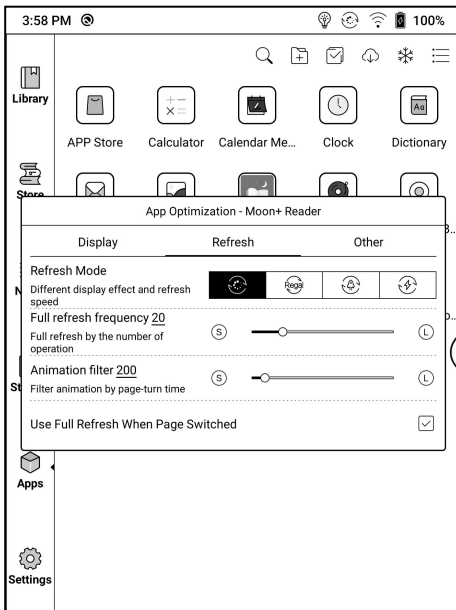 3:58 PM
100%
Library
APP Store
Calculator
Calendar Me...
Clock
Dictionary
Aa
Store
App Optimization - Moon+ Reader
Display
Refresh
Other
Refresh Mode
Different display effect and refresh
speed
Regal
A
Full refresh frequency 20
Full refresh by the number of
operation
S
L
Animation filter 200
Filter animation by page-turn time
S
L
Use Full Refresh When Page Switched
Apps
Settings